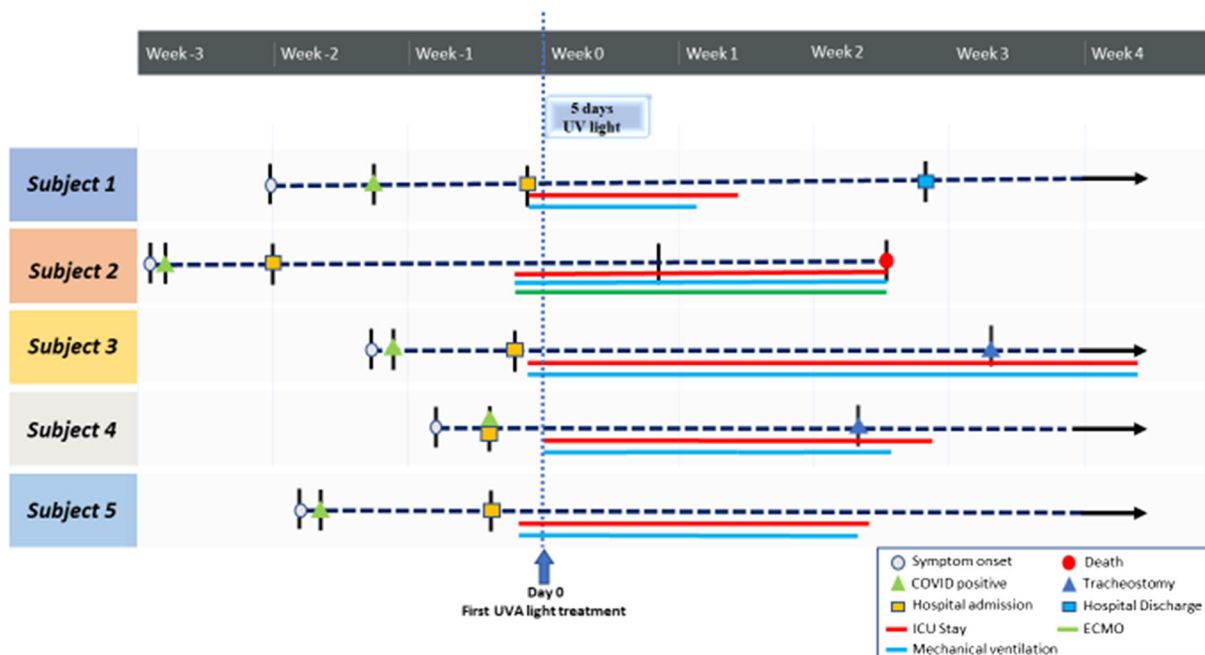 Week -3 Week -2 Week -1 Week 0 Week 1 Week 2 Week 3 Week 4
5 days
UV light
Subject 1
Subject 2
Subject 3
Subject 4
Subject 5
Day 0
First UVA light treatment
Symptom onset Death
COVID positive Tracheostomy
Hospital admission Hospital Discharge
ICU Stay ECMO
Mechanical ventilation